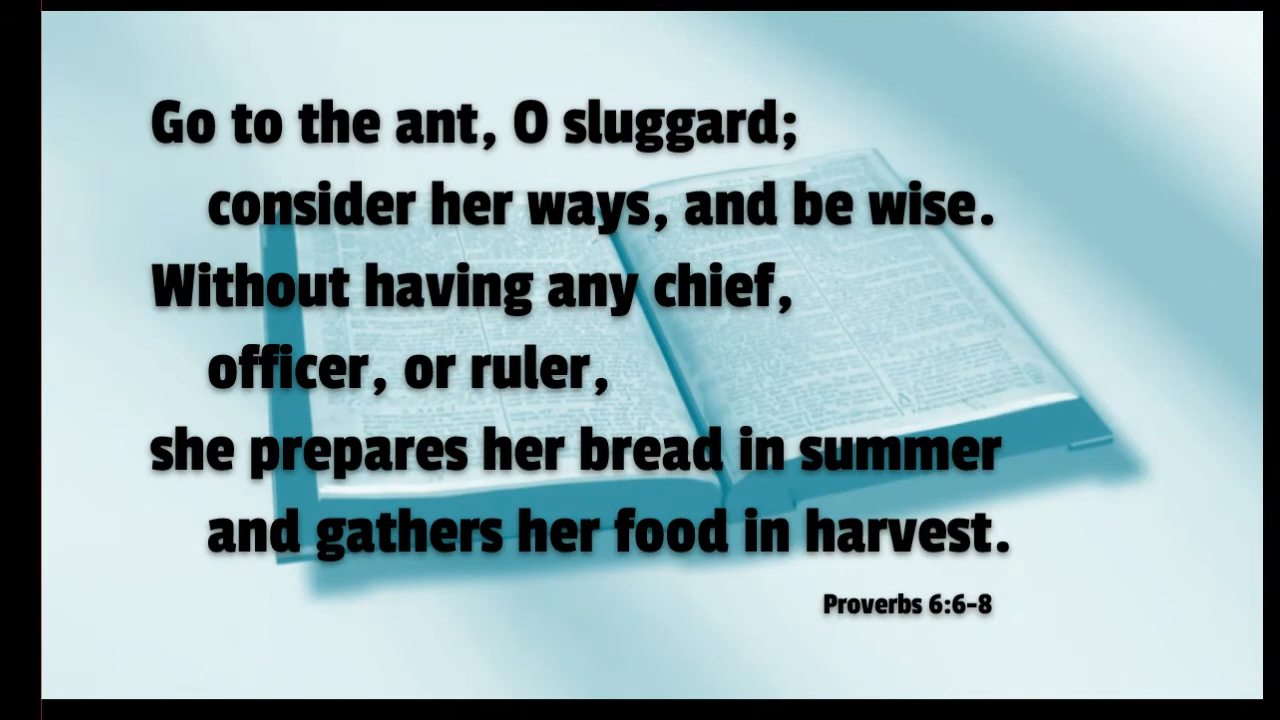 Go to the ant, O sluggard;
consider her ways, and be wise.
Without having any chief,
officer, or ruler,
she prepares her bread in summer
and gathers her food in harvest.
Proverbs 6:6-8